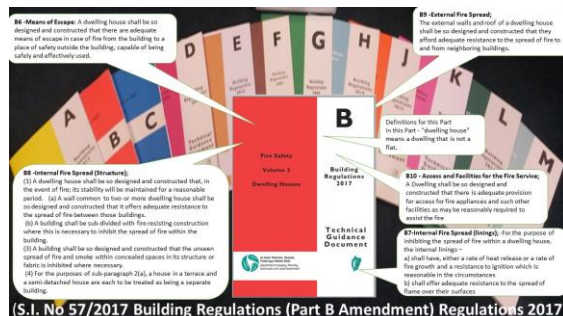 B6 -Means of Escape: A dwelling house shall be so
designed and constructed that there are adequate
means of escape in case of fire from the building to a
place of safety outside the building, capable of being
safely and effectively used.
B9 -External Fire Spread;
The external walls and roof of a dwelling house
shall be so designed and constructed that they
afford adequate resistance to the spread of fire to
and from neighboring buildings.
A
B
C
D
E
F
G
H
J
K
L
M
B
Fire Safety
Volume 2
Dwelling Houses
Building
Regulations
2017
Technical
Guidance
Document
Definitions for this Part
In this Part - "dwelling house"
means a dwelling that is not a
flat.
B8 -Internal Fire Spread (Structure);
(1) A dwelling house shall be so designed and constructed that, in
the event of fire; its stability will be maintained for a reasonable
period. (a) A wall common to two or more dwelling house shall be
so designed and constructed that it offers adequate resistance to
the spread of fire between those buildings.
(b) A building shall be sub-divided with fire resisting construction
where this is necessary to inhibit the spread of fire within the
building.
(3) A building shall be so designed and constructed that the unseen
spread of fire and smoke within concealed spaces in its structure or
fabric is inhibited where necessary.
(4) For the purposes of sub-paragraph 2(a), a house in a terrace and
a semi-detached house are each to be treated as being a separate
building.
B10 - Access and Facilities for the Fire Service;
A Dwelling shall be so designed and
constructed that there is adequate provision
for access for fire appliances and such other
facilities as may be reasonably required to
assist the fire
B7-Internal Fire Spread (linings); For the purpose of
inhibiting the spread of fire within a dwelling house,
the internal linings –
a) shall have, either a rate of heat release or a rate of
fire growth and a resistance to ignition which is
reasonable in the circumstances
b) shall offer adequate resistance to the spread of
flame over their surfaces
(S.I. No 57/2017 Building Regulations (Part B Amendment) Regulations 2017